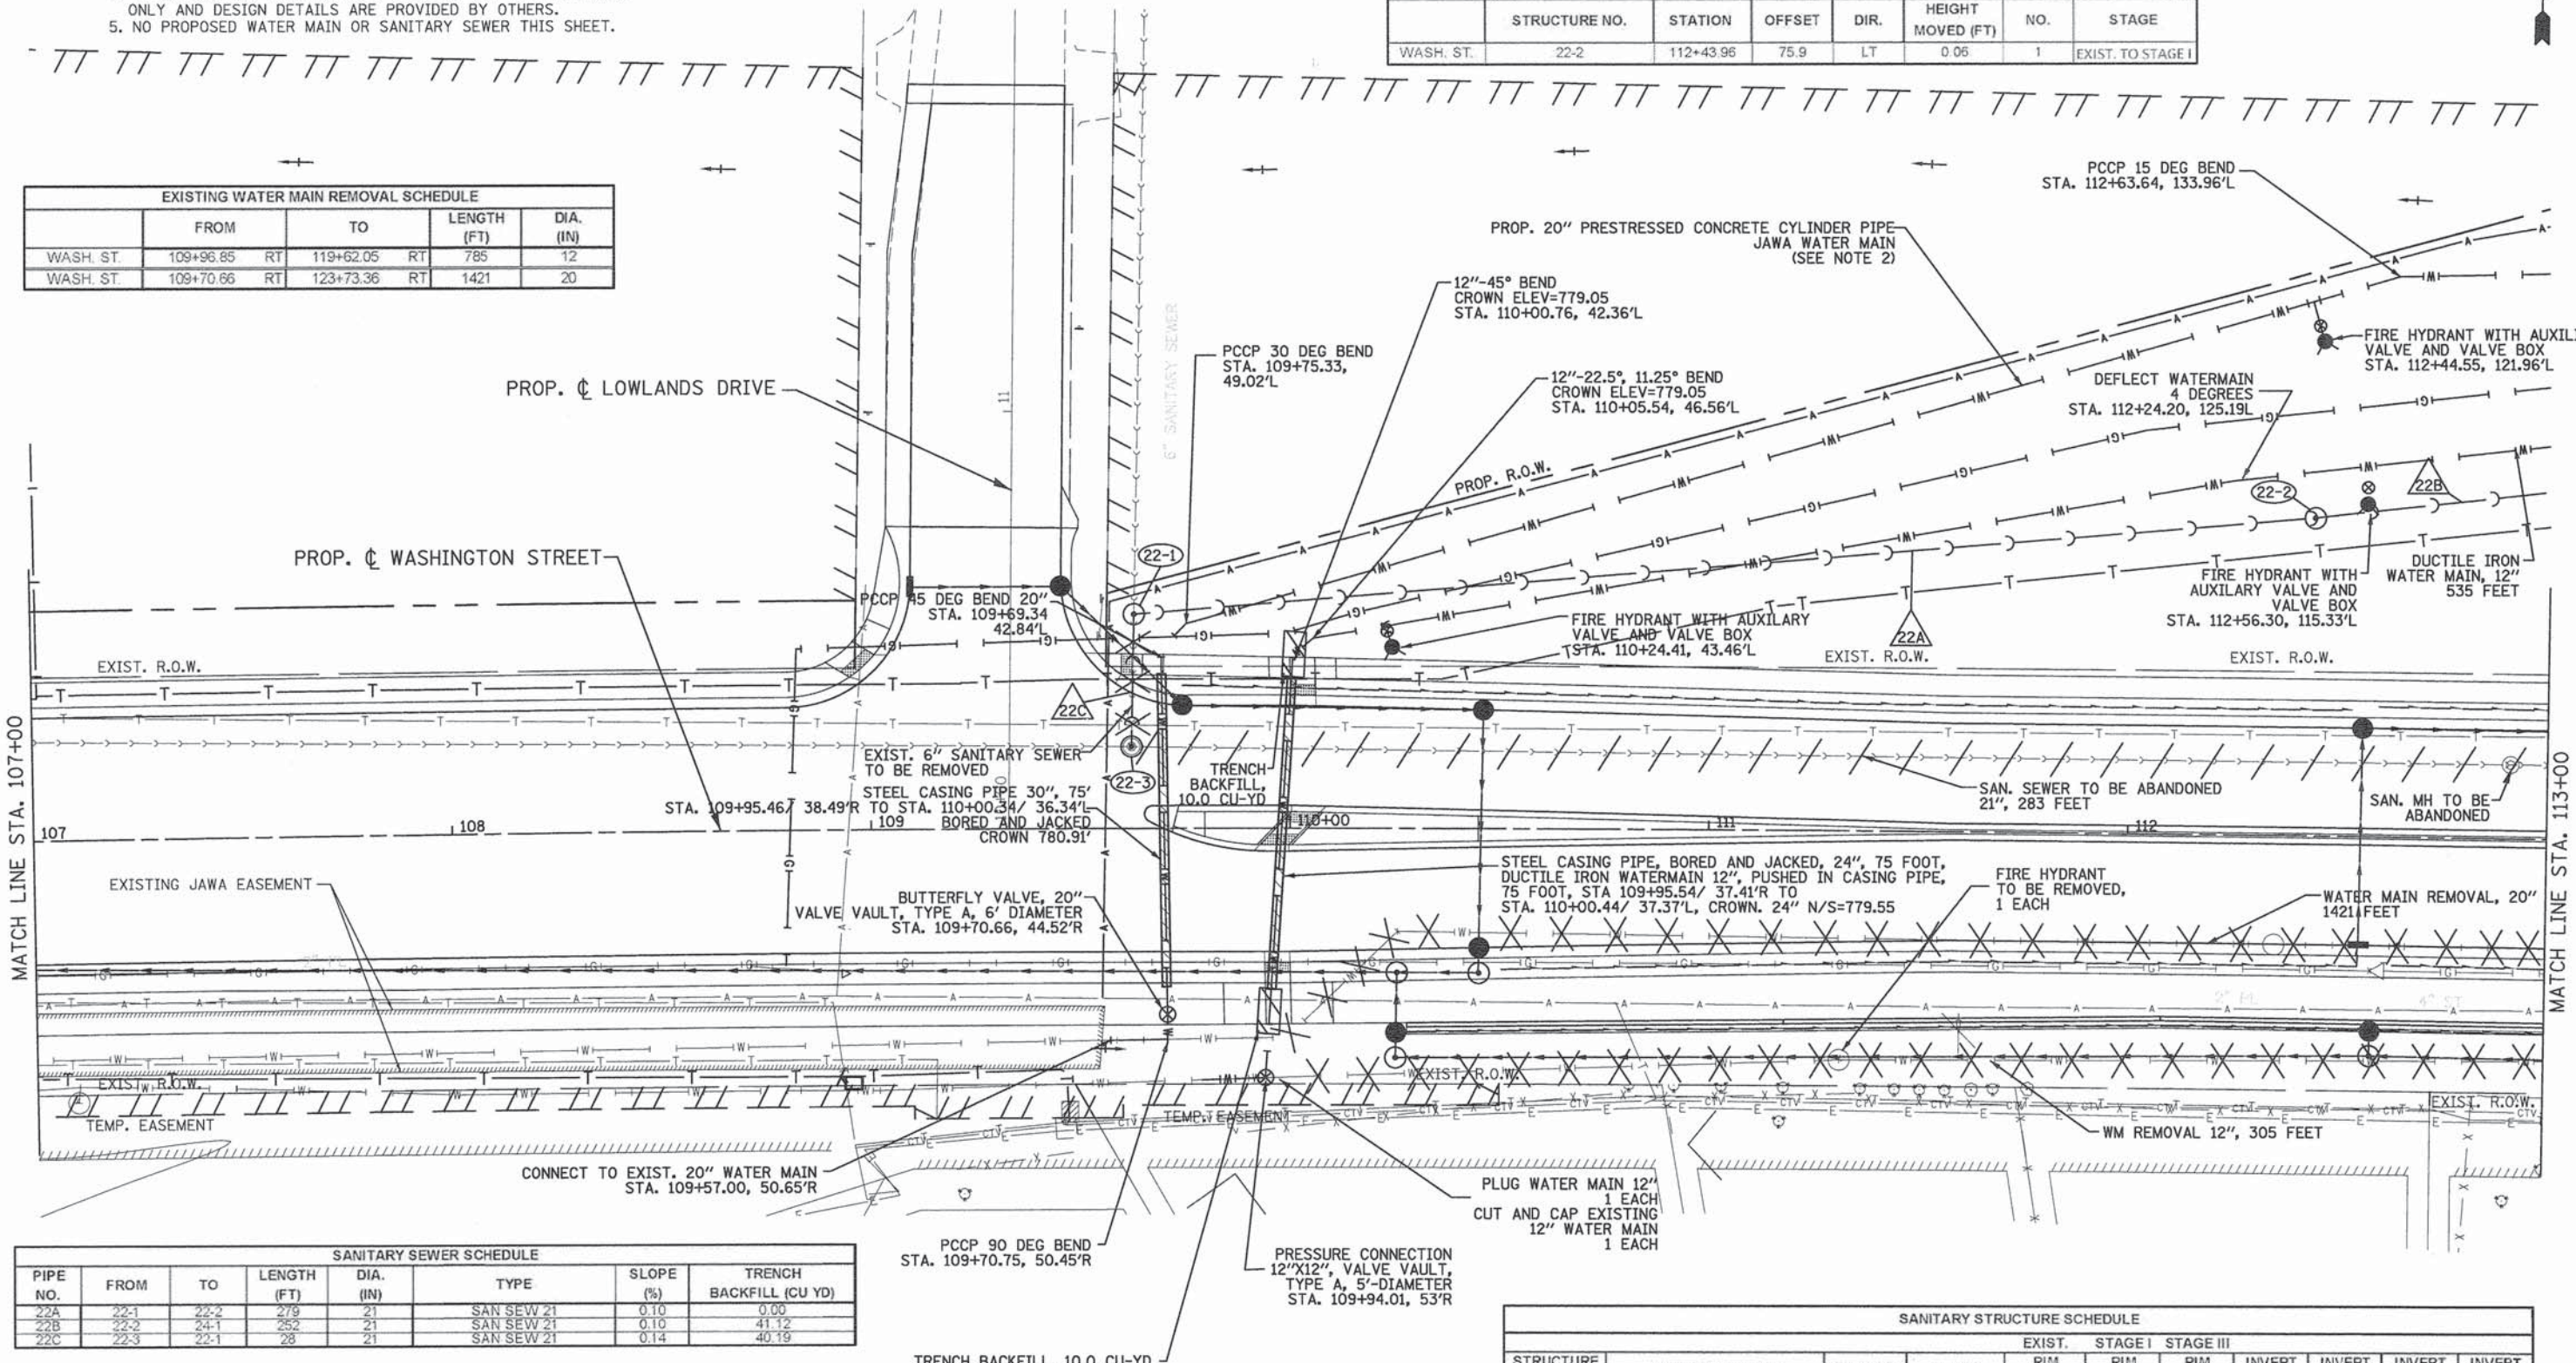 ONLY AND DESIGN DETAILS ARE PROVIDED BY OTHERS.
5. NO PROPOSED WATER MAIN OR SANITARY SEWER THIS SHEET.
STRUCTURE NO. STATION OFFSET DIR. HEIGHT MOVED (FT) NO. STAGE
WASH. ST. 22-2 112+43.96 75.9 LT 0.06 1 EXIST. TO STAGE I
EXISTING WATER MAIN REMOVAL SCHEDULE
FROM TO LENGTH (FT) DIA. (IN)
WASH. ST. 109+96.85 RT 119+62.05 RT 785 12
WASH. ST. 109+70.66 RT 123+73.36 RT 1421 20
PCCP 15 DEG BEND
STA. 112+63.64, 133.96'L
PROP. 20" PRESTRESSED CONCRETE CYLINDER PIPE
JAWA WATER MAIN
(SEE NOTE 2)
12"-45° BEND
CROWN ELEV=779.05
STA. 110+00.76, 42.36'L
FIRE HYDRANT WITH AUXILI
VALVE AND VALVE BOX
STA. 112+44.55, 121.96'L
PCCP 30 DEG BEND
STA. 109+75.33,
49.02'L
12"-22.5°, 11.25° BEND
CROWN ELEV=779.05
STA. 110+05.54, 46.56'L
DEFLECT WATERMAIN
4 DEGREES
STA. 112+24.20, 125.19L
PROP. ℄ LOWLANDS DRIVE
11
6" SANITARY SEWER
PROP. R.O.W.
22-2
22B
PROP. ℄ WASHINGTON STREET
22-1
DUCTILE IRON
WATER MAIN, 12"
535 FEET
FIRE HYDRANT WITH
AUXILARY VALVE AND
VALVE BOX
STA. 112+56.30, 115.33'L
PCCP 45 DEG BEND 20"
STA. 109+69.34
42.84'L
FIRE HYDRANT WITH AUXILARY
VALVE AND VALVE BOX
STA. 110+24.41, 43.46'L
22A
EXIST. R.O.W.
EXIST. R.O.W.
EXIST. R.O.W.
22C
MATCH LINE STA. 107+00
EXIST. 6" SANITARY SEWER
TO BE REMOVED
22-3
TRENCH
BACKFILL,
10.0 CU-YD
STEEL CASING PIPE 30", 75'
STA. 109+95.46/ 38.49'R TO STA. 110+00.34/ 36.34'L
BORED AND JACKED
CROWN 780.91'
SAN. SEWER TO BE ABANDONED
21", 283 FEET
SAN. MH TO BE
ABANDONED
MATCH LINE STA. 113+00
107
108
109
110+00
111
112
EXISTING JAWA EASEMENT
BUTTERFLY VALVE, 20"
VALVE VAULT, TYPE A, 6' DIAMETER
STA. 109+70.66, 44.52'R
STEEL CASING PIPE, BORED AND JACKED, 24", 75 FOOT,
DUCTILE IRON WATERMAIN 12", PUSHED IN CASING PIPE,
75 FOOT, STA 109+95.54/ 37.41'R TO
STA. 110+00.44/ 37.37'L, CROWN. 24" N/S=779.55
FIRE HYDRANT
TO BE REMOVED,
1 EACH
WATER MAIN REMOVAL, 20"
1421 FEET
2" PL
2" PL
4" ST
EXIST. R.O.W.
EXIST. R.O.W.
EXIST. R.O.W.
TEMP. EASEMENT
TEMP. EASEMENT
WM REMOVAL 12", 305 FEET
CONNECT TO EXIST. 20" WATER MAIN
STA. 109+57.00, 50.65'R
PLUG WATER MAIN 12"
1 EACH
CUT AND CAP EXISTING
12" WATER MAIN
1 EACH
PCCP 90 DEG BEND
STA. 109+70.75, 50.45'R
PRESSURE CONNECTION
12"X12", VALVE VAULT,
TYPE A, 5'-DIAMETER
STA. 109+94.01, 53'R
SANITARY SEWER SCHEDULE
PIPE NO. FROM TO LENGTH (FT) DIA. (IN) TYPE SLOPE (%) TRENCH BACKFILL (CU YD)
22A 22-1 22-2 279 21 SAN SEW 21 0.10 0.00
22B 22-2 24-1 252 21 SAN SEW 21 0.10 41.12
22C 22-3 22-1 28 21 SAN SEW 21 0.14 40.19
TRENCH BACKFILL, 10.0 CU-YD
SANITARY STRUCTURE SCHEDULE
EXIST. STAGE I STAGE III
STRUCTURE RIM RIM RIM INVERT INVERT INVERT INVERT